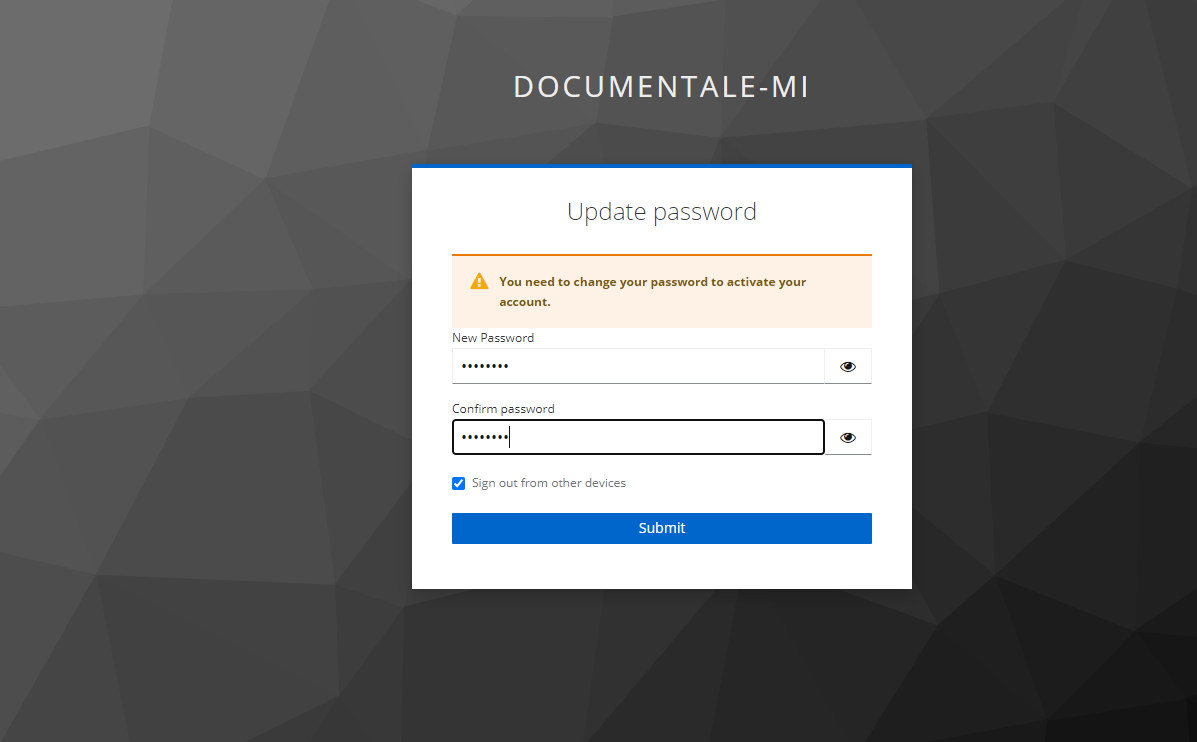 DOCUMENTALE-MI
Update password
You need to change your password to activate your
account.
New Password
••••••••
Confirm password
••••••••
Sign out from other devices
Submit